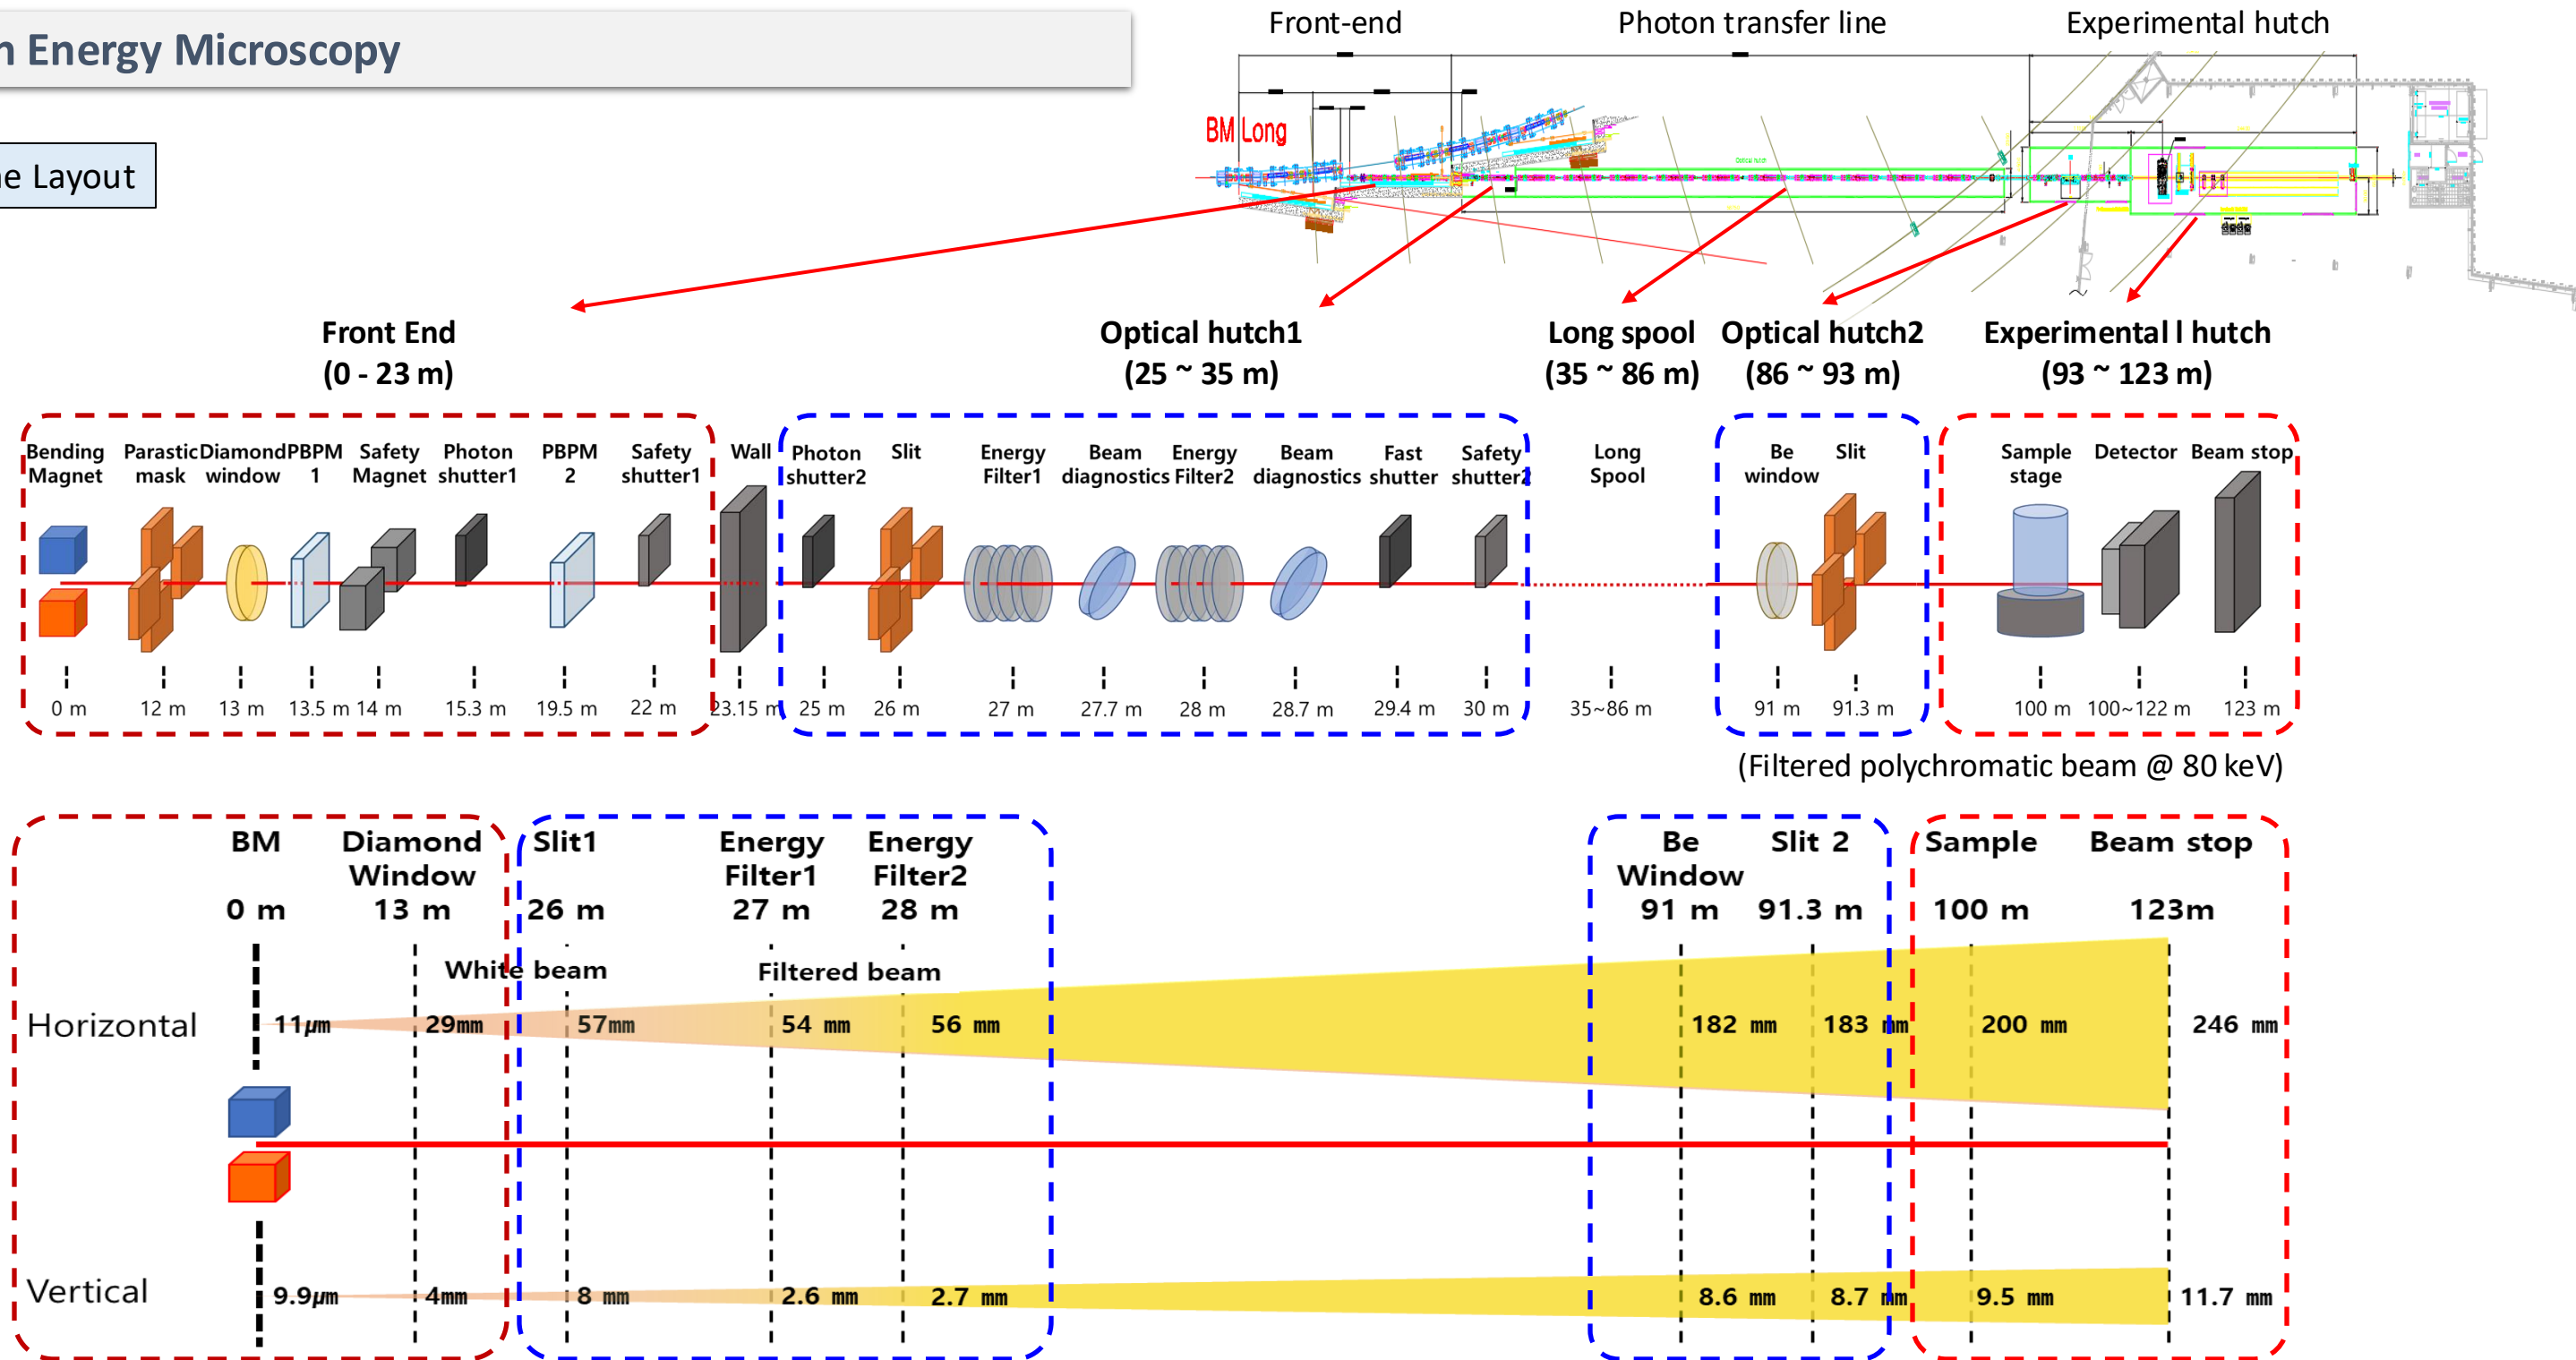 n Energy Microscopy
ne Layout
Front-end
Photon transfer line
Experimental hutch
BM Long
Optical hutch
Front End
(0 - 23 m)
Optical hutch1
(25 ~ 35 m)
Long spool
(35 ~ 86 m)
Optical hutch2
(86 ~ 93 m)
Experimental l hutch
(93 ~ 123 m)
Bending
Magnet
Parastic
mask
Diamond
window
PBPM
1
Safety
Magnet
Photon
shutter1
PBPM
2
Safety
shutter1
Wall
Photon
shutter2
Slit
Energy
Filter1
Beam
diagnostics
Energy
Filter2
Beam
diagnostics
Fast
shutter
Safety
shutter2
Long
Spool
Be
window
Slit
Sample
stage
Detector
Beam stop
0 m
12 m
13 m
13.5 m
14 m
15.3 m
19.5 m
22 m
23.15 m
25 m
26 m
27 m
27.7 m
28 m
28.7 m
29.4 m
30 m
35~86 m
91 m
91.3 m
100 m
100~122 m
123 m
(Filtered polychromatic beam @ 80 keV)
BM
0 m
Diamond
Window
13 m
Slit1
26 m
Energy
Filter1
27 m
Energy
Filter2
28 m
Be
Window
91 m
Slit 2
91.3 m
Sample
100 m
Beam stop
123m
White beam
Filtered beam
Horizontal
11μm
29mm
57mm
54 mm
56 mm
182 mm
183 mm
200 mm
246 mm
Vertical
9.9μm
4mm
8 mm
2.6 mm
2.7 mm
8.6 mm
8.7 mm
9.5 mm
11.7 mm